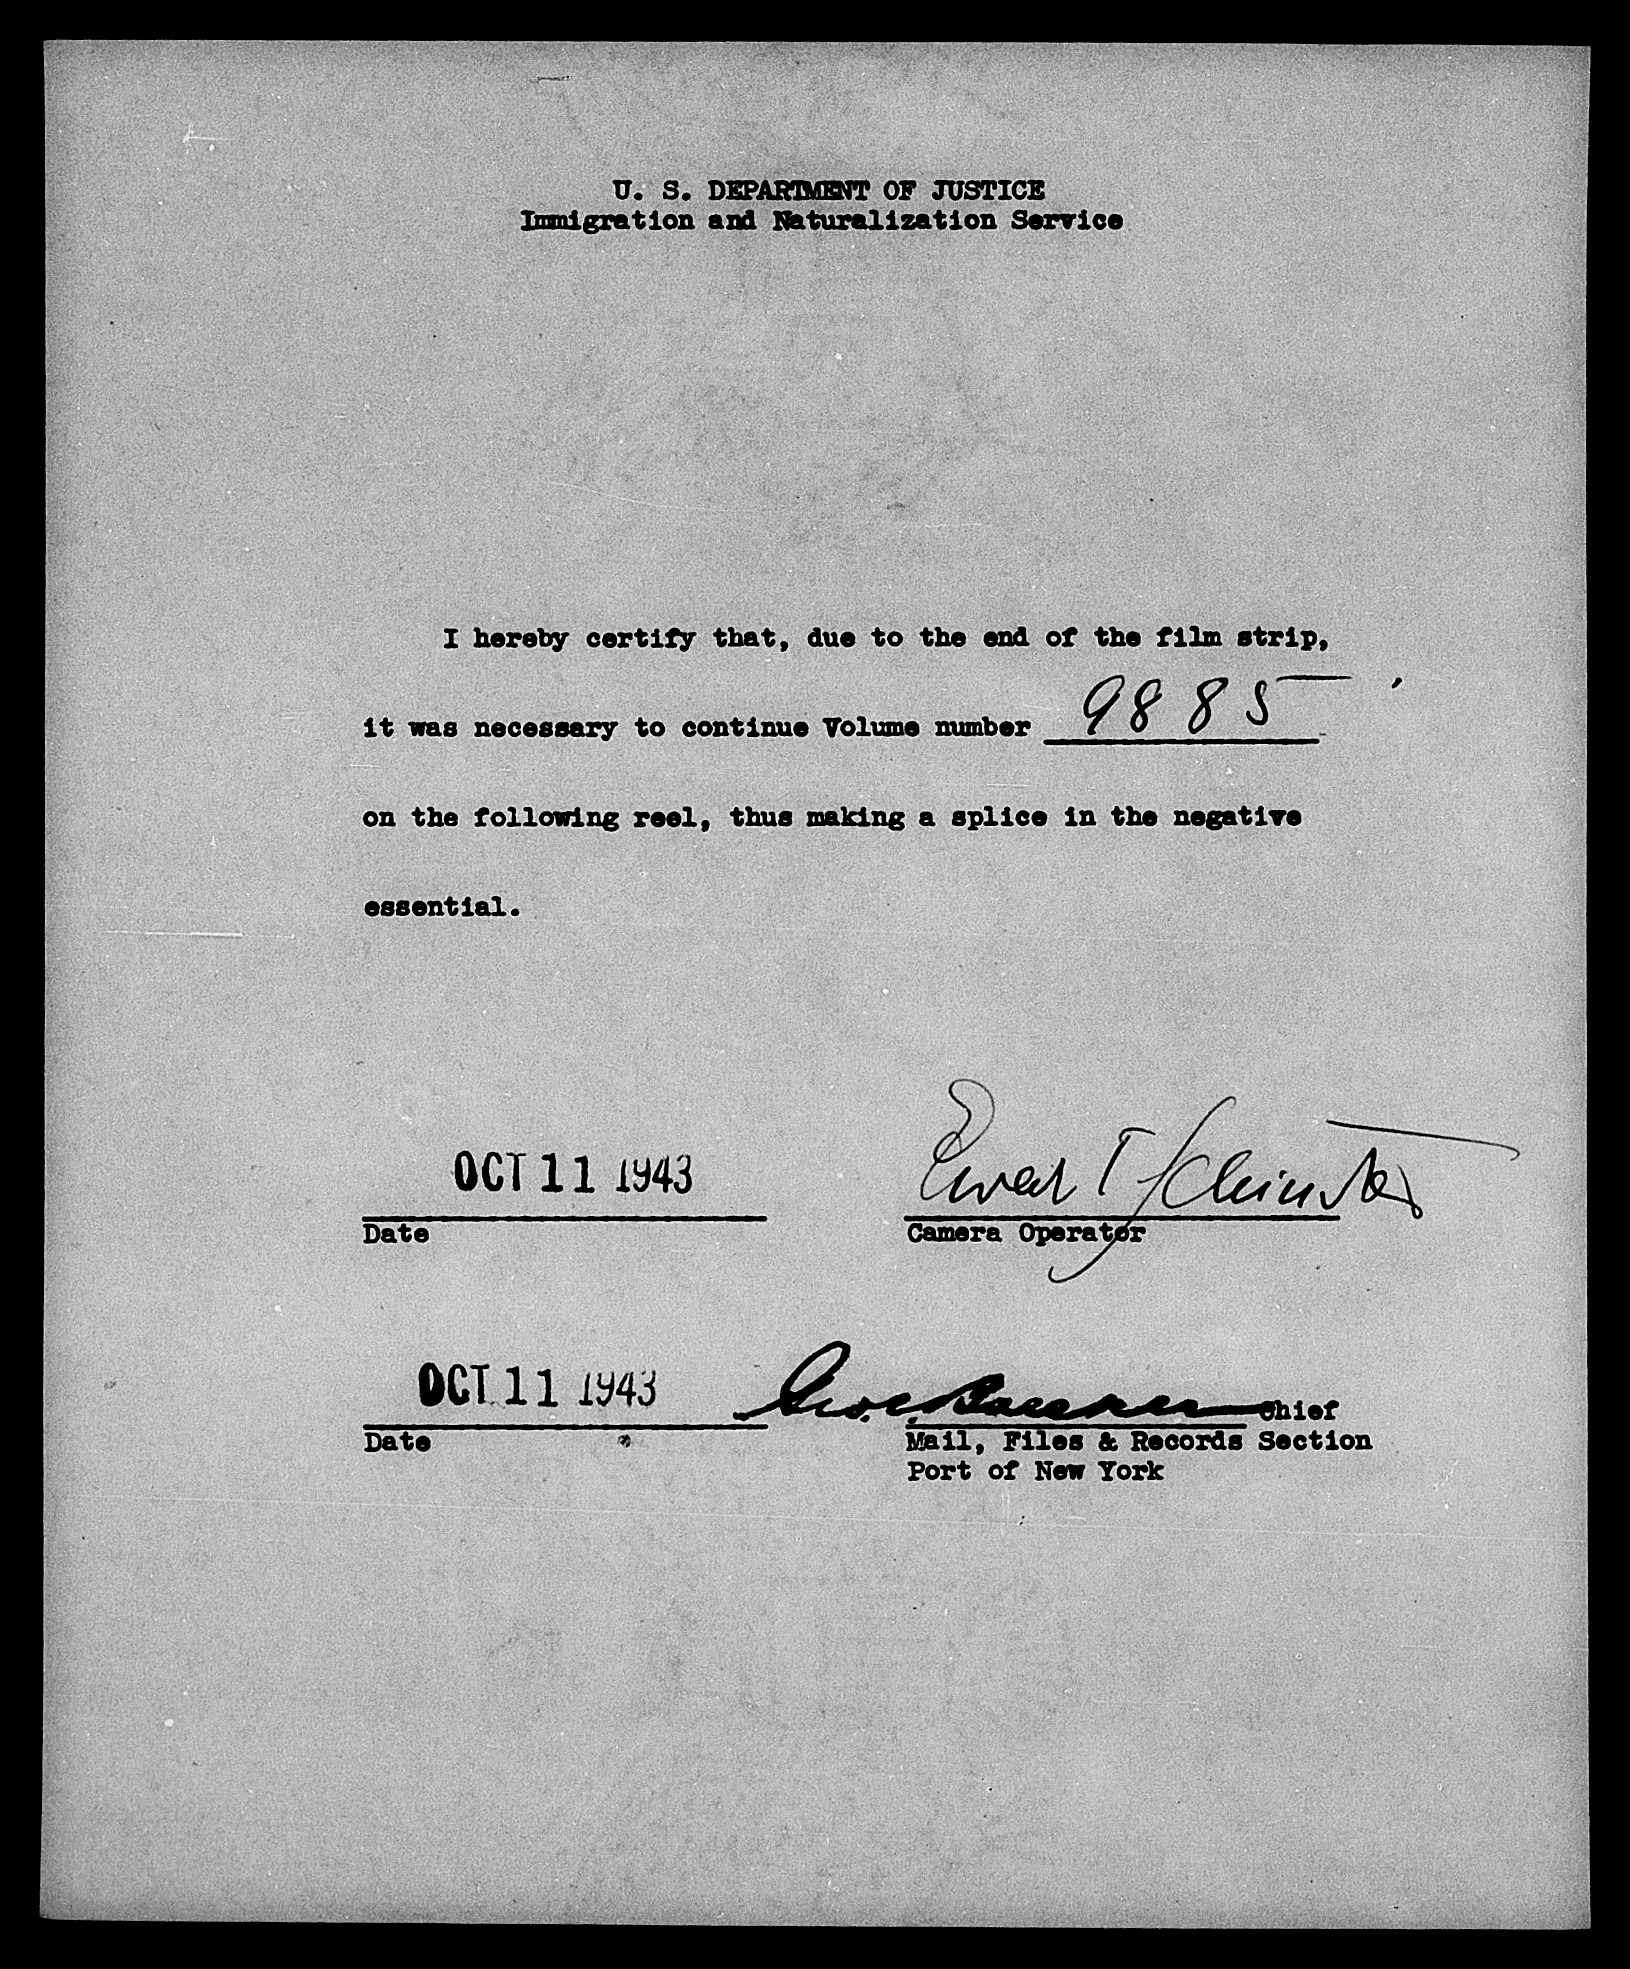 U. S. DEPARTMENT OF JUSTICE
Immigration and Naturalization Service
I hereby certify that, due to the end of the film strip,
it was necessary to continue Volume number 9885
on the following reel, thus making a splice in the negative
essential.
OCT 11 1943
Date
Camera Operator
OCT 11 1943
Chief
Date
Mail, Files & Records Section
Port of New York